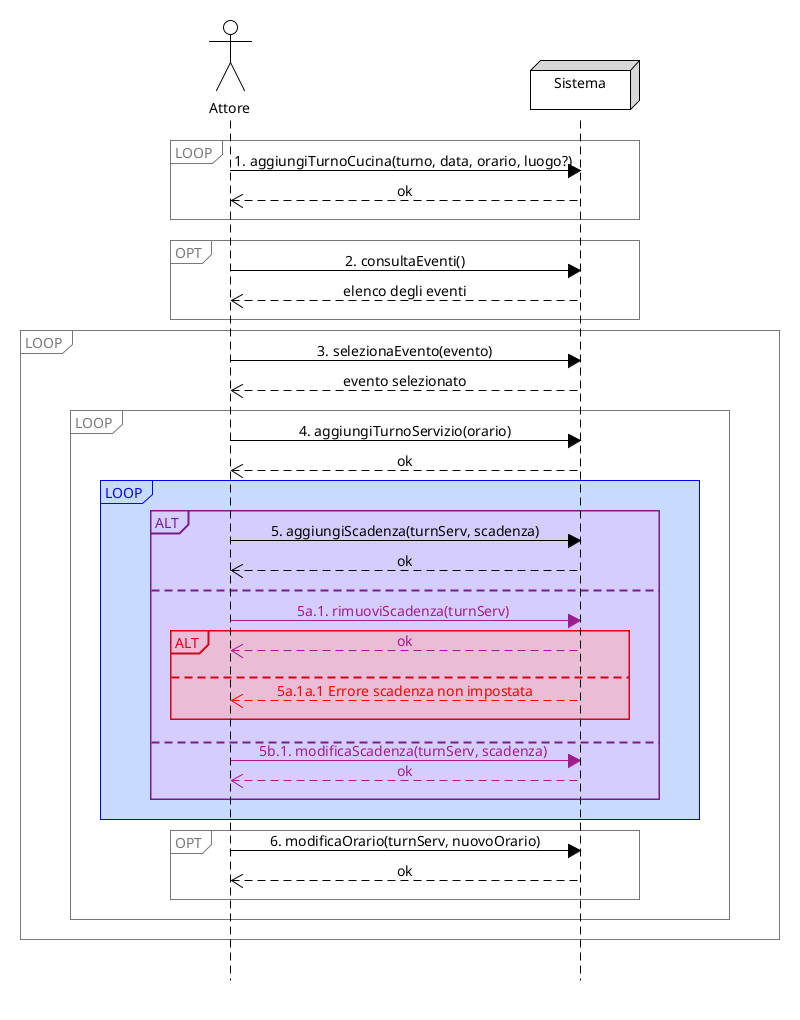 Attore
Sistema
LOOP
1. aggiungiTurnoCucina(turno, data, orario, luogo?)
ok
OPT
2. consultaEventi()
elenco degli eventi
LOOP
3. selezionaEvento(evento)
evento selezionato
LOOP
4. aggiungiTurnoServizio(orario)
ok
LOOP
ALT
5. aggiungiScadenza(turnServ, scadenza)
ok
5a.1. rimuoviScadenza(turnServ)
ALT
ok
5a.1a.1 Errore scadenza non impostata
5b.1. modificaScadenza(turnServ, scadenza)
ok
OPT
6. modificaOrario(turnServ, nuovoOrario)
ok